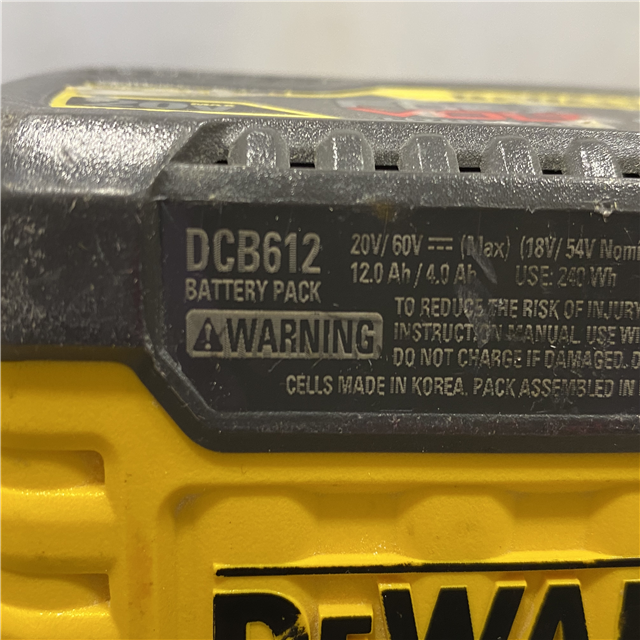 DCB612
BATTERY PACK
20V/ 60V ⎓ (Max) (18V/ 54V Nomi
12.0 Ah / 4.0 Ah USE: 240 Wh
WARNING
TO REDUCE THE RISK OF INJURY
INSTRUCTION MANUAL. USE WI
DO NOT CHARGE IF DAMAGED.
CELLS MADE IN KOREA. PACK ASSEMBLED IN
DEWA